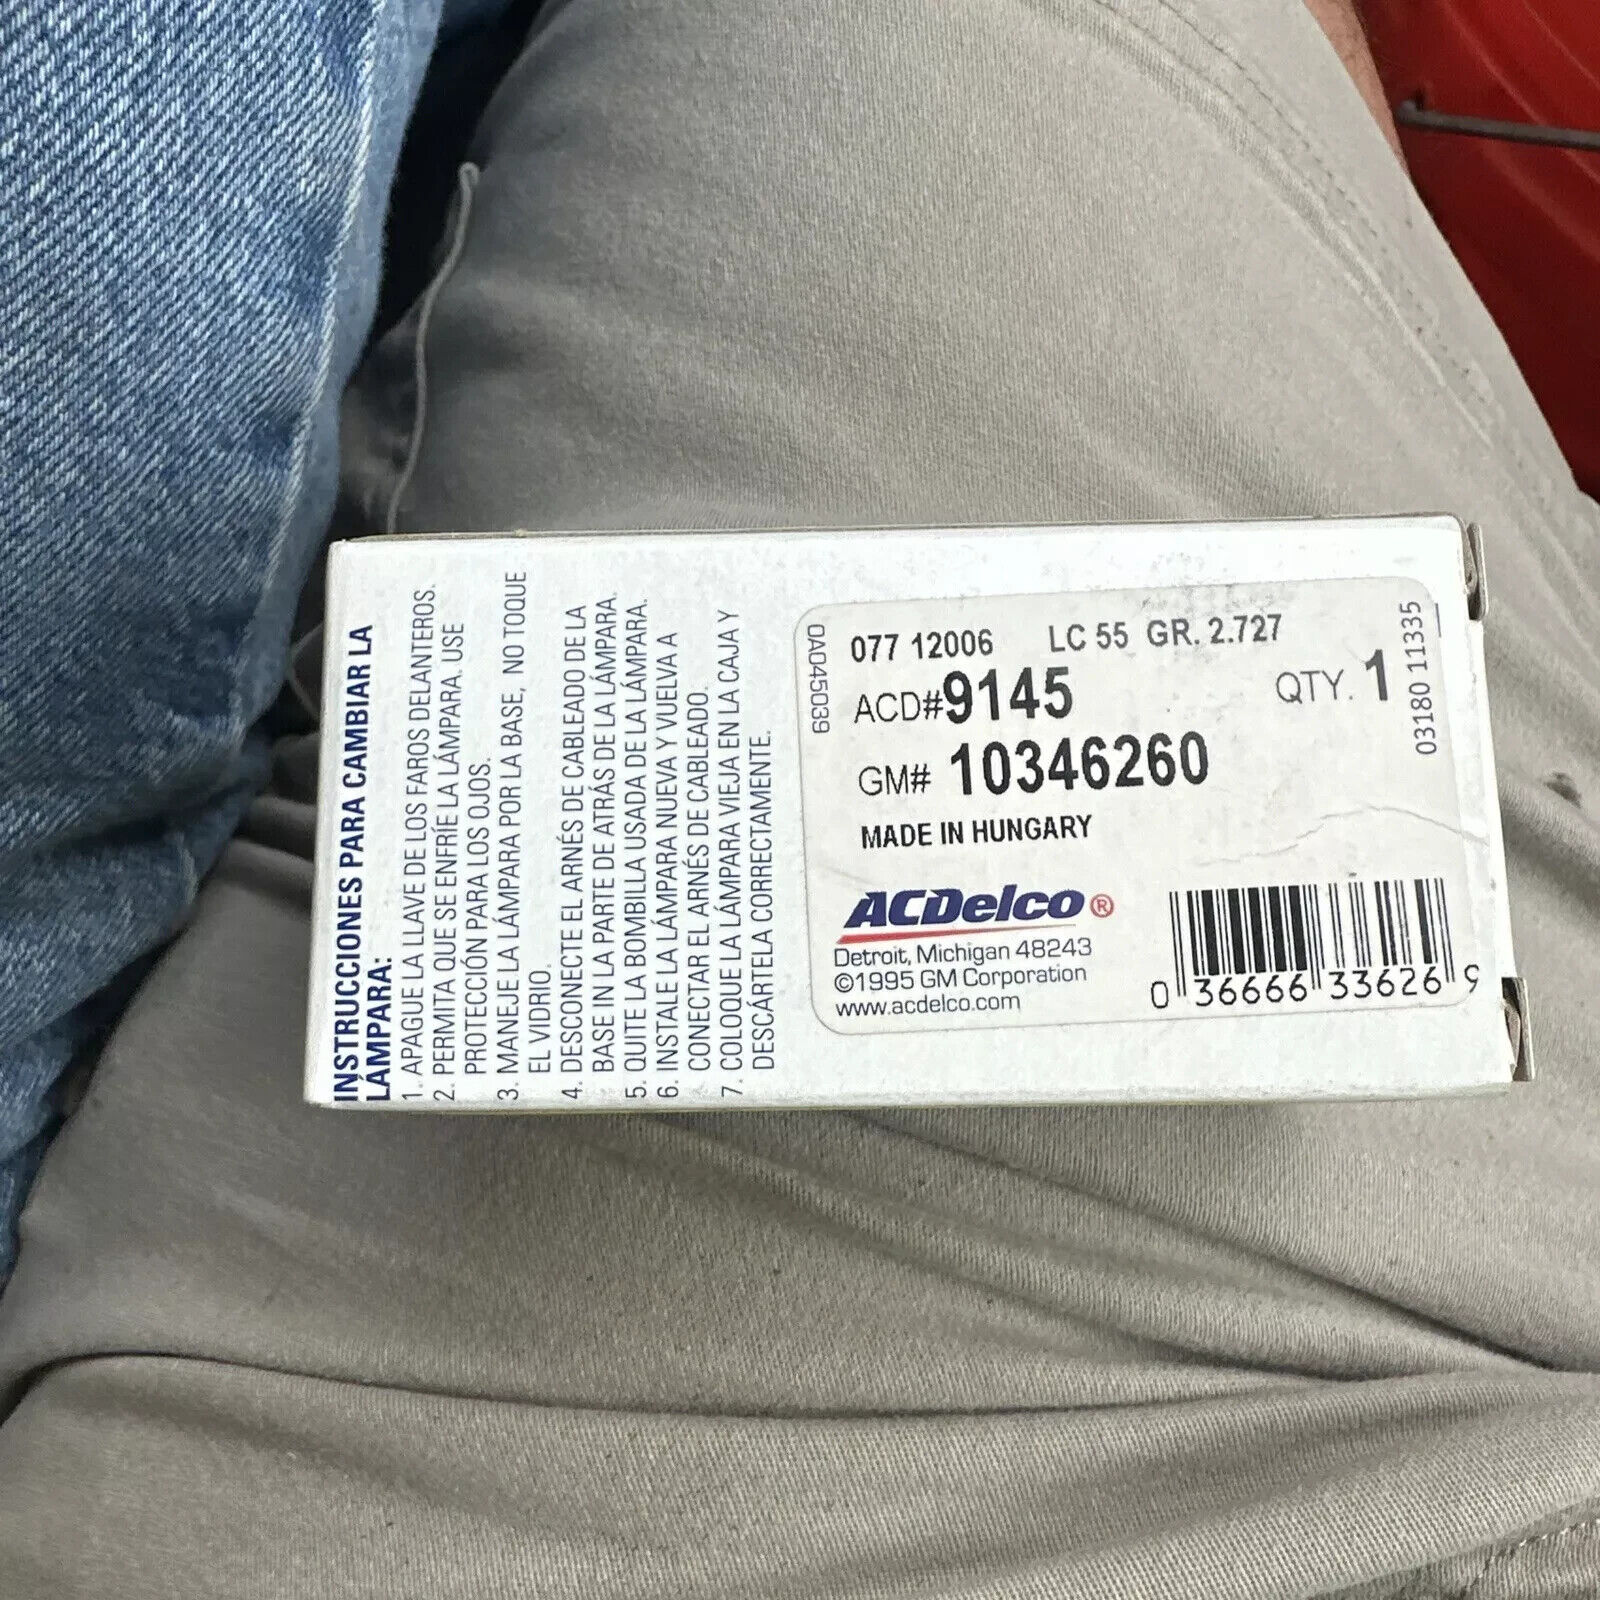 INSTRUCCIONES PARA CAMBIAR LA
LÁMPARA:
1. APAGUE LA LLAVE DE LOS FAROS DELANTEROS.
2. PERMITA QUE SE ENFRÍE LA LÁMPARA. USE
PROTECCIÓN PARA LOS OJOS.
3. MANEJE LA LÁMPARA POR LA BASE, NO TOQUE
EL VIDRIO.
4. DESCONECTE EL ARNÉS DE CABLEADO DE LA
BASE IN LA PARTE DE ATRÁS DE LA LÁMPARA.
5. QUITE LA BOMBILLA USADA DE LA LÁMPARA.
6. INSTALE LA LÁMPARA NUEVA Y VUELVA A
CONECTAR EL ARNÉS DE CABLEADO.
7. COLOQUE LA LÁMPARA VIEJA EN LA CAJA Y
DESCÁRTELA CORRECTAMENTE.
0A045039
077 12006 LC 55 GR. 2.727
ACD#9145 QTY. 1
GM# 10346260
MADE IN HUNGARY
03180 11335
ACDelco®
Detroit, Michigan 48243
©1995 GM Corporation
www.acdelco.com
0 36666 33626 9